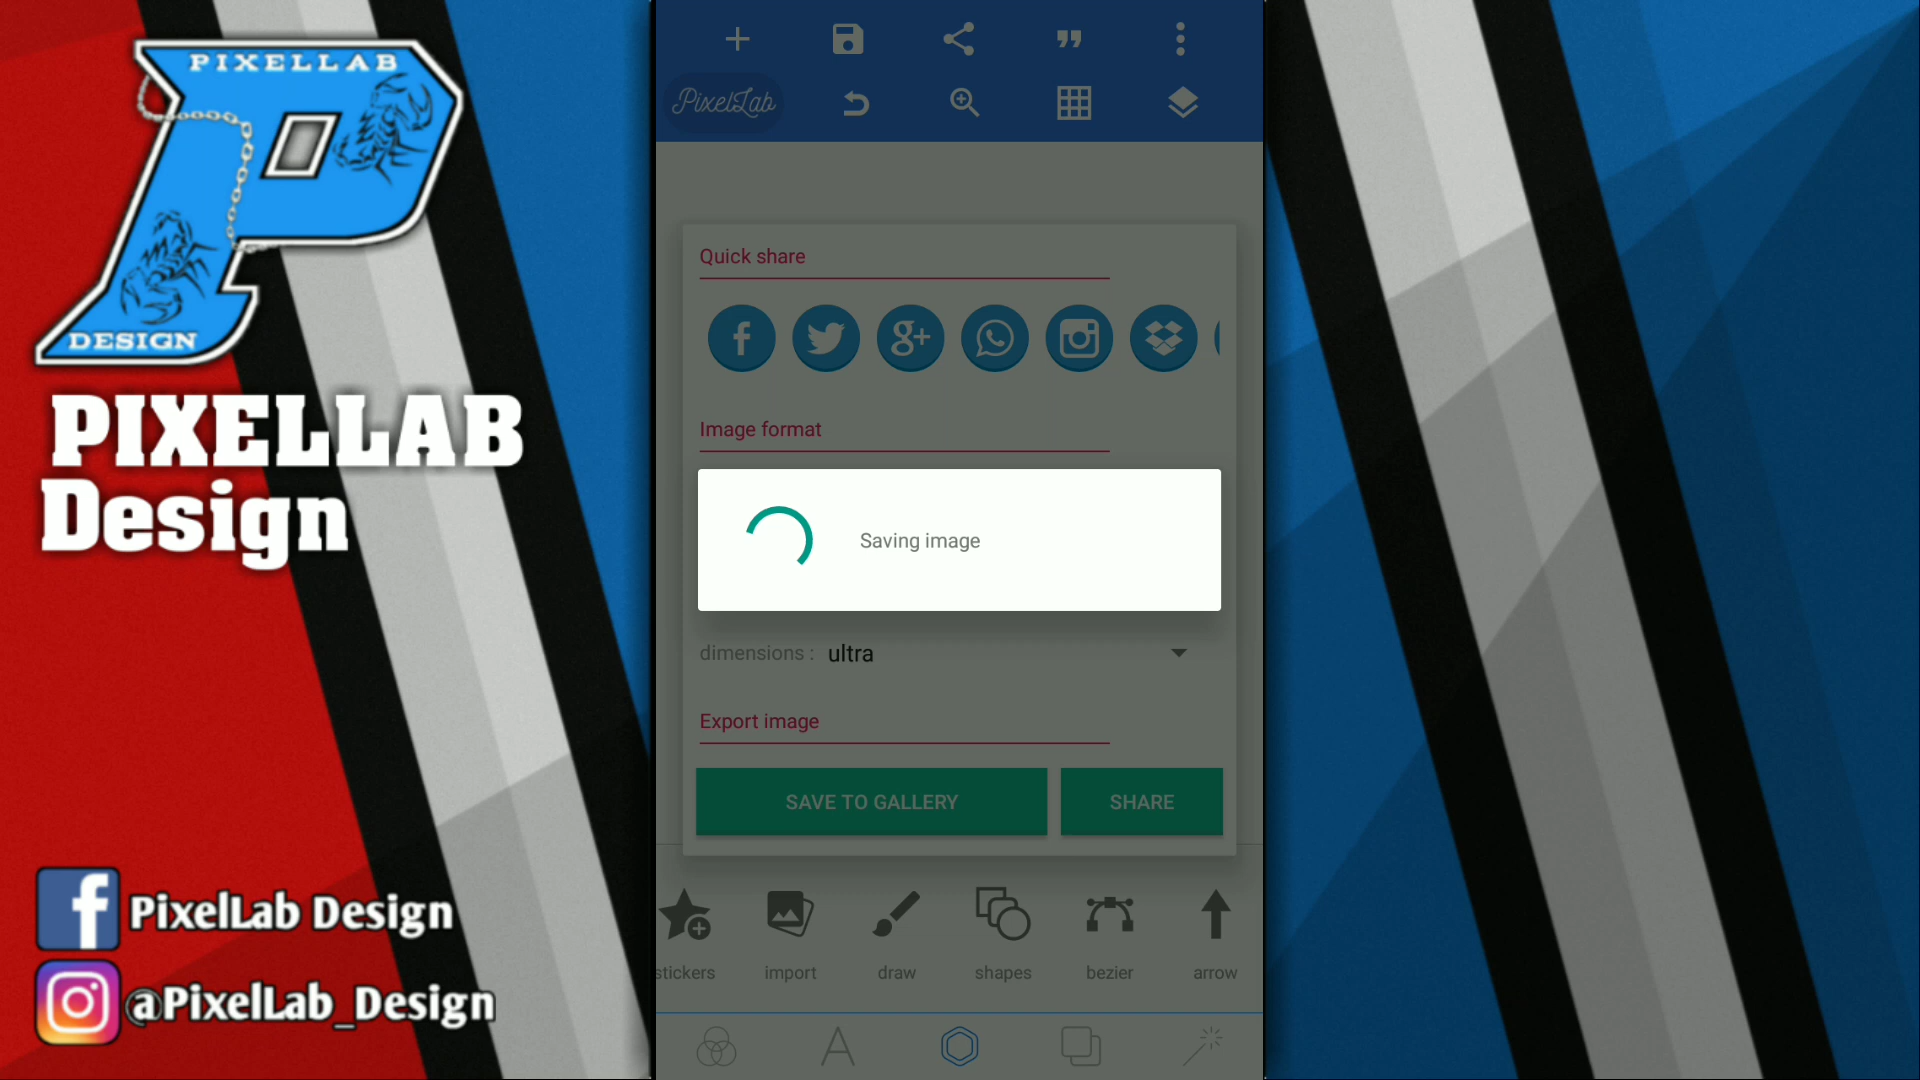 PIXELLAB
DESIGN
PIXELLAB
Design
PixelLab Design
@PixelLab_Design
PixelLab
Quick share
Image format
Saving image
dimensions : ultra
Export image
SAVE TO GALLERY
SHARE
stickers
import
draw
shapes
bezier
arrow